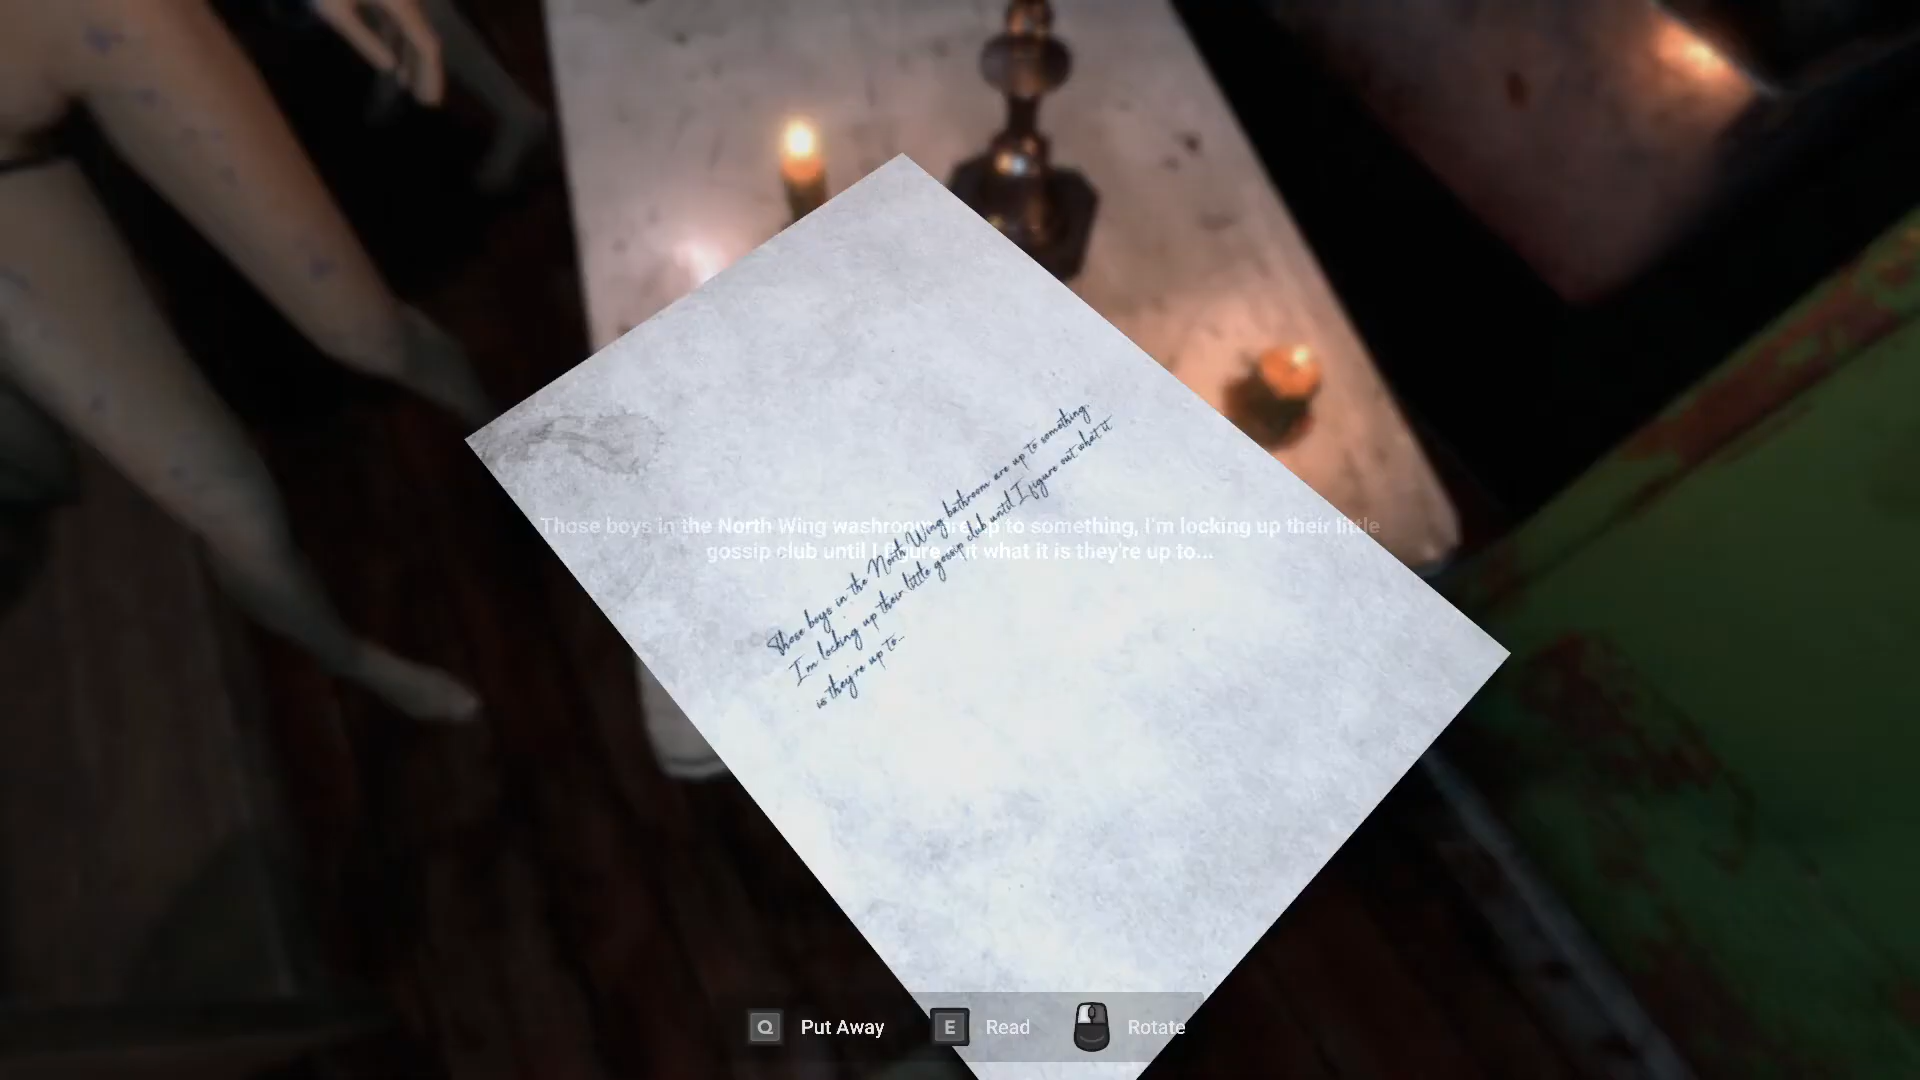 Those boys in the North Wing bathroom are up to something.
I'm locking up their little gossip club until I figure out what it
is they're up to...
Those boys in the North Wing washroom are up to something, I'm locking up their little
gossip club until I figure out what it is they're up to...
Q Put Away E Read Rotate